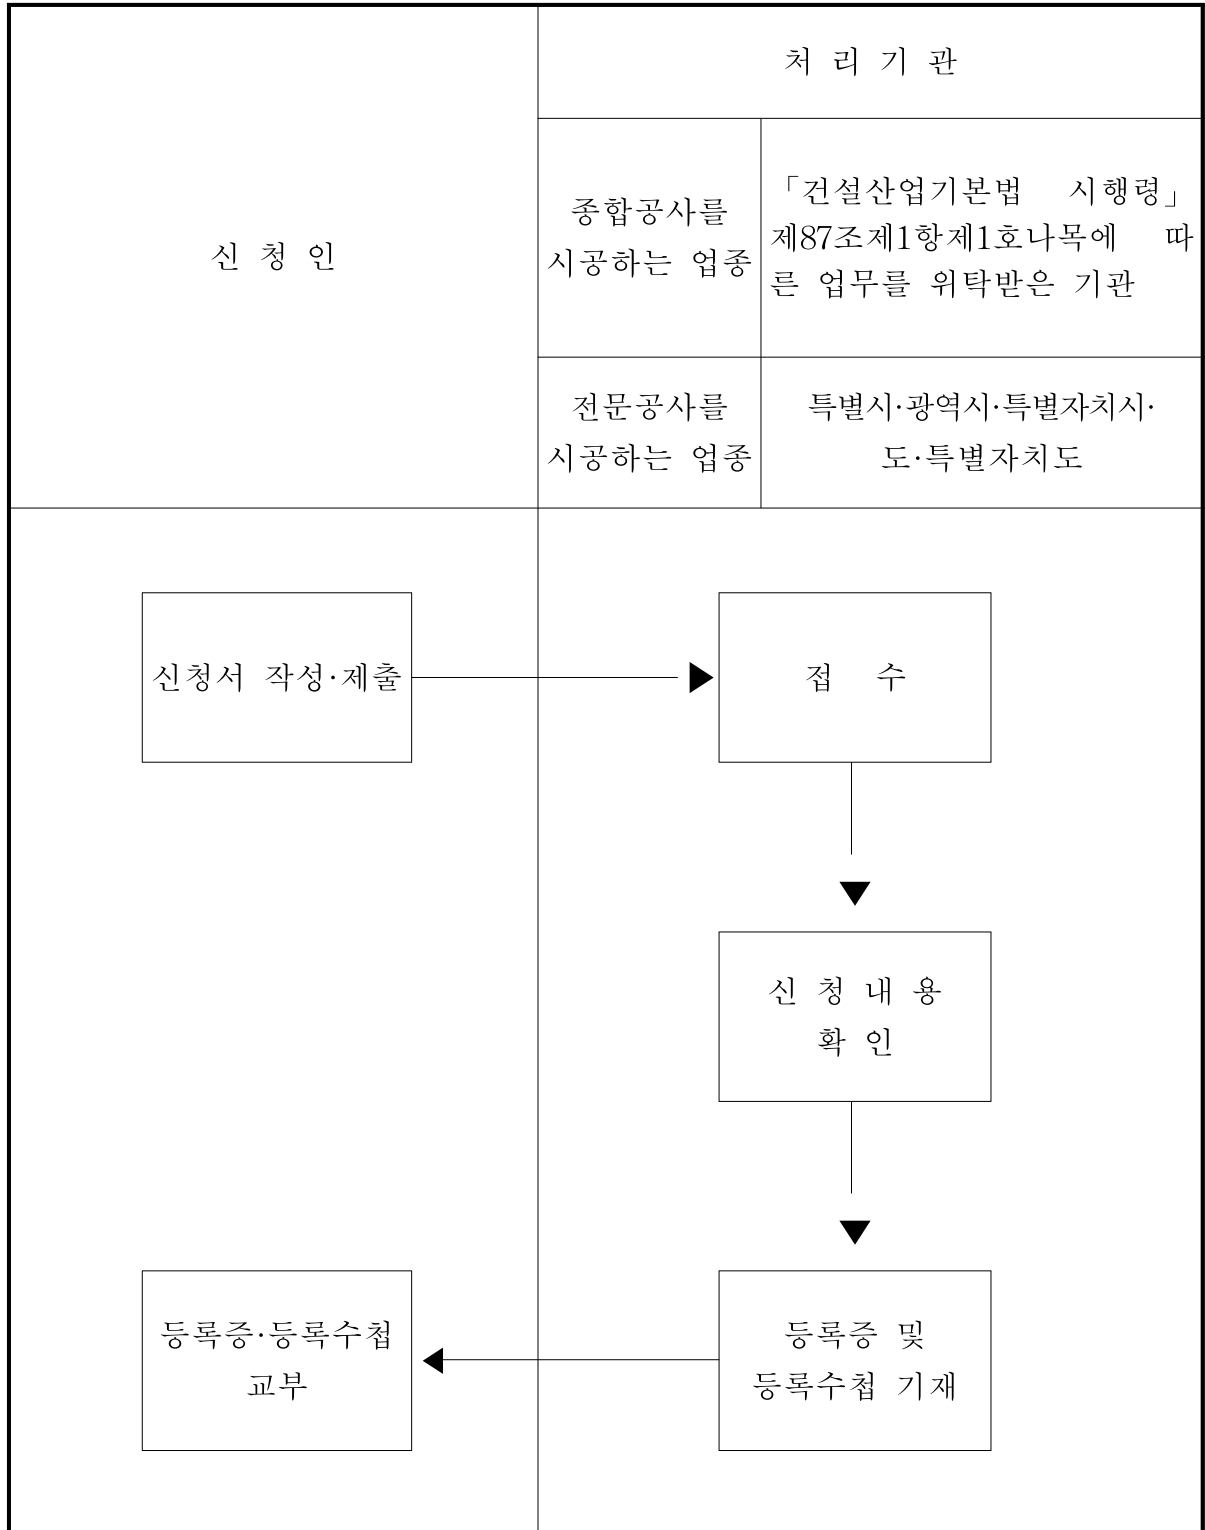 신 청 인
처 리 기 관
종합공사를
시공하는 업종
「건설산업기본법 시행령」
제87조제1항제1호나목에 따
른 업무를 위탁받은 기관
전문공사를
시공하는 업종
특별시·광역시·특별자치시·
도·특별자치도
신청서 작성·제출
접 수
신 청 내 용
확 인
등록증 및
등록수첩 기재
등록증·등록수첩
교부